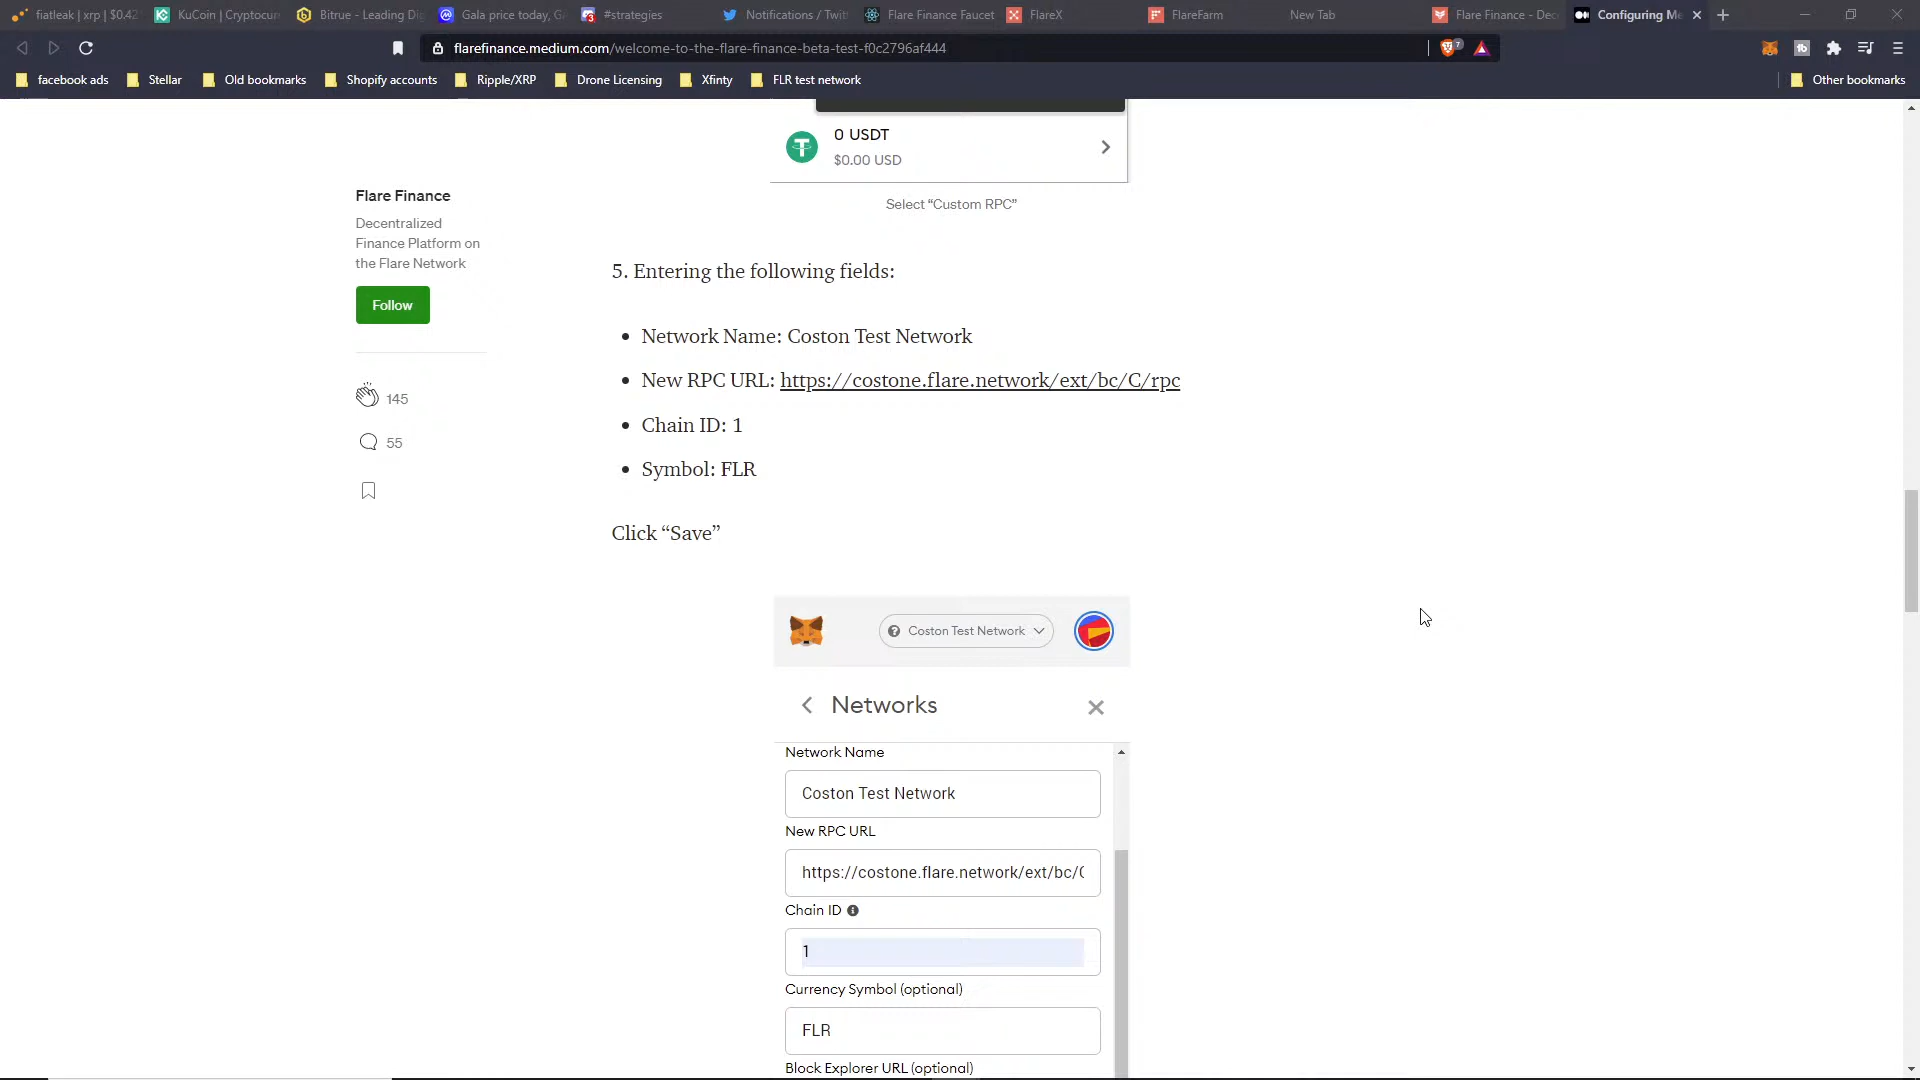 fiatleak | xrp | $0.42
KuCoin | Cryptocurr
Bitrue - Leading Di
Gala price today, G
#strategies
Notifications / Twitt
Flare Finance Faucet
FlareX
FlareFarm
New Tab
Flare Finance - Dec
Configuring Me
flarefinance.medium.com/welcome-to-the-flare-finance-beta-test-f0c2796af444
7
facebook ads
Stellar
Old bookmarks
Shopify accounts
Ripple/XRP
Drone Licensing
Xfinty
FLR test network
Other bookmarks
0 USDT
$0.00 USD
Select “Custom RPC”
Flare Finance
Decentralized
Finance Platform on
the Flare Network
Follow
145
55
5. Entering the following fields:
• Network Name: Coston Test Network
• New RPC URL: https://costone.flare.network/ext/bc/C/rpc
• Chain ID: 1
• Symbol: FLR
Click “Save”
Coston Test Network
Networks
Network Name
Coston Test Network
New RPC URL
https://costone.flare.network/ext/bc/C
Chain ID
1
Currency Symbol (optional)
FLR
Block Explorer URL (optional)